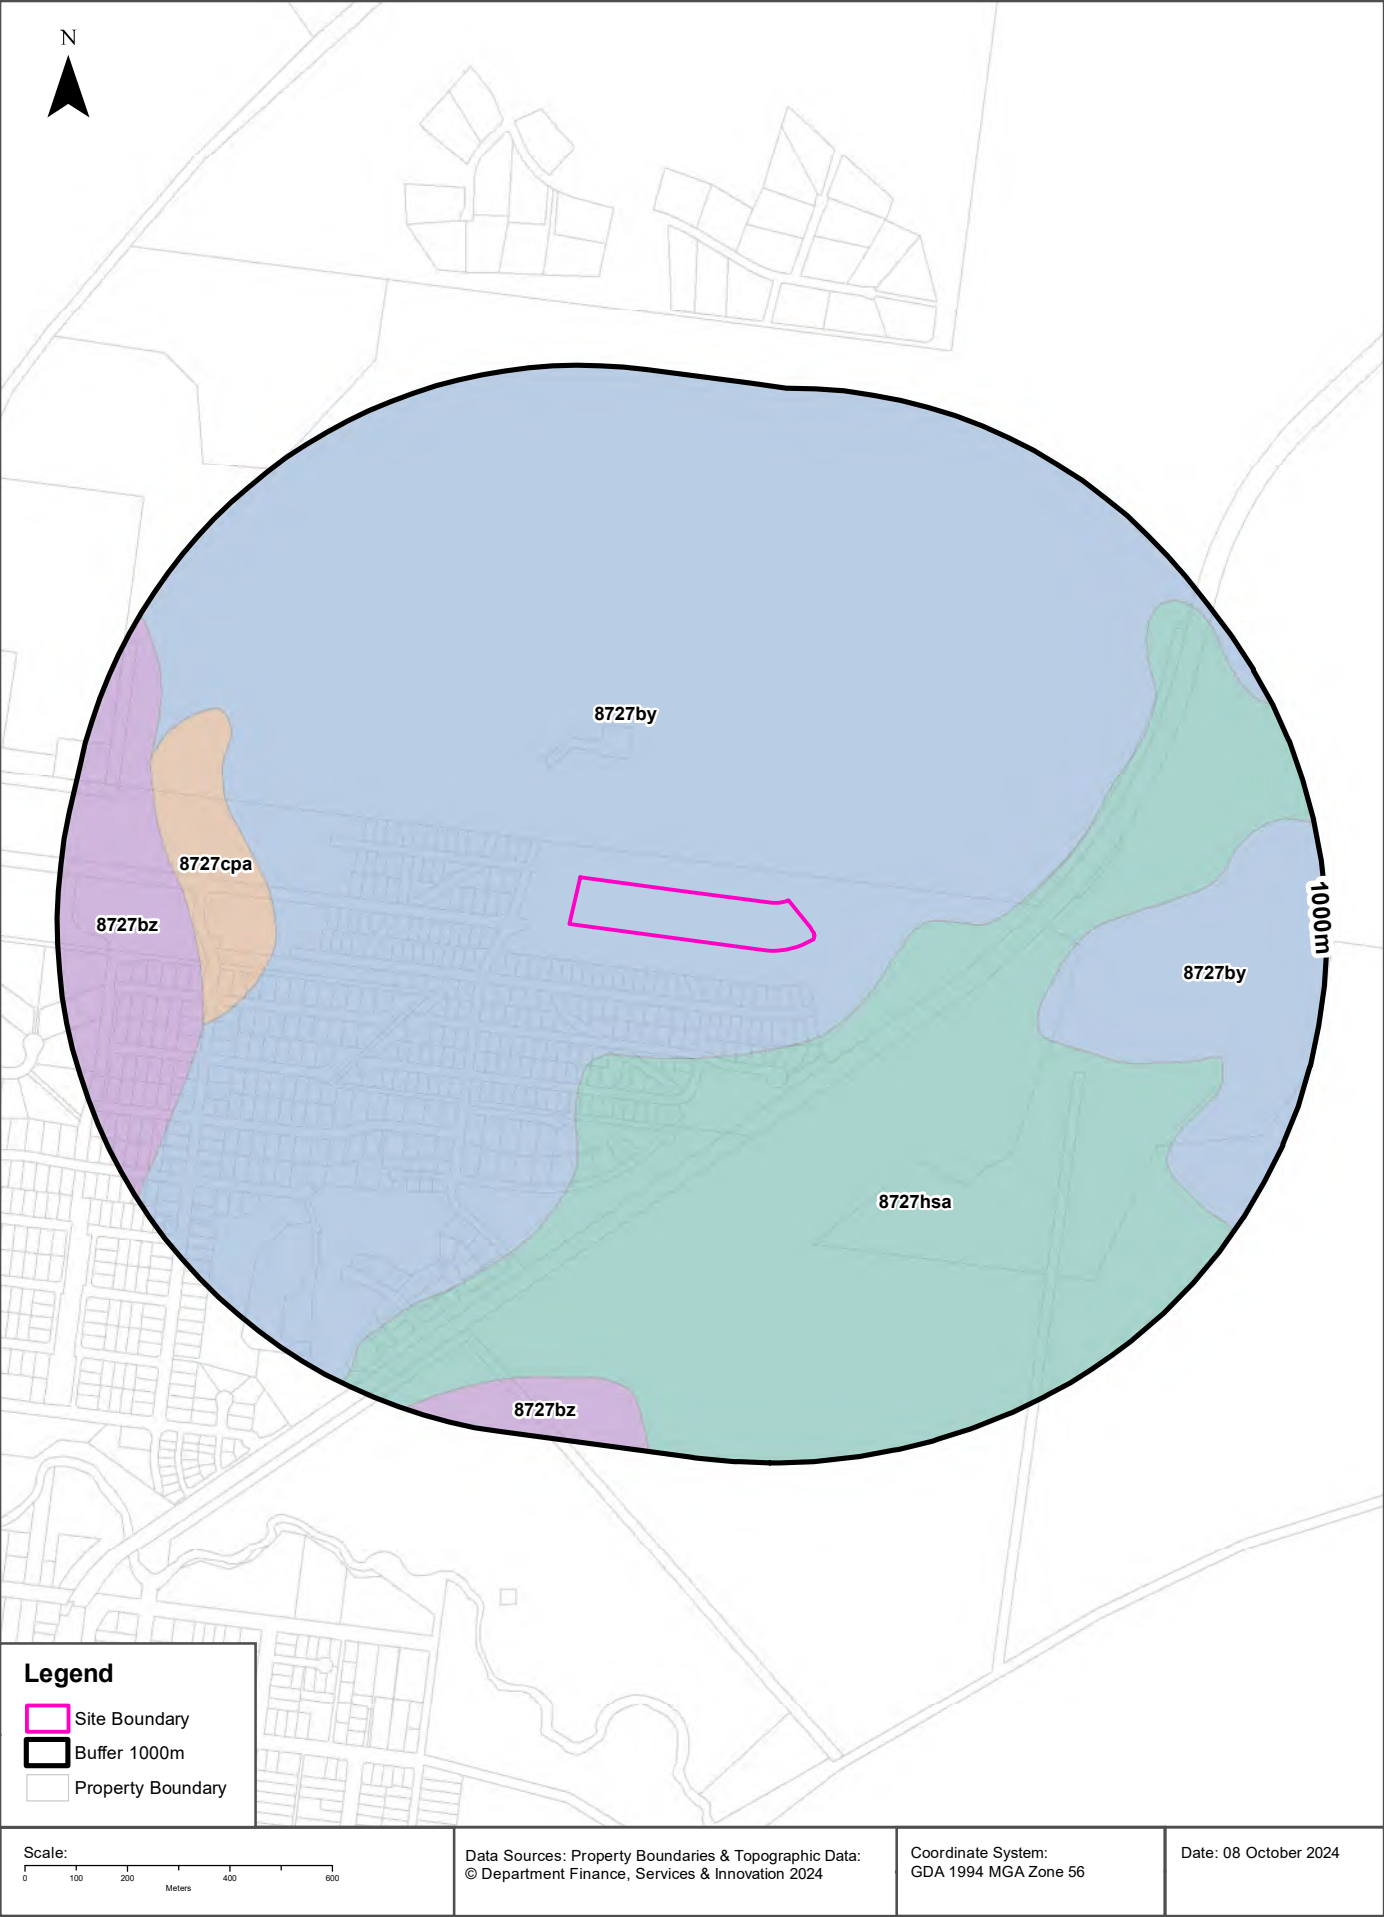 N
8727by
8727cpa
8727bz
1000m
8727by
8727hsa
8727bz
Legend
Site Boundary
Buffer 1000m
Property Boundary
Scale:
0 100 200 400 600
Meters
Data Sources: Property Boundaries & Topographic Data:
© Department Finance, Services & Innovation 2024
Coordinate System:
GDA 1994 MGA Zone 56
Date: 08 October 2024